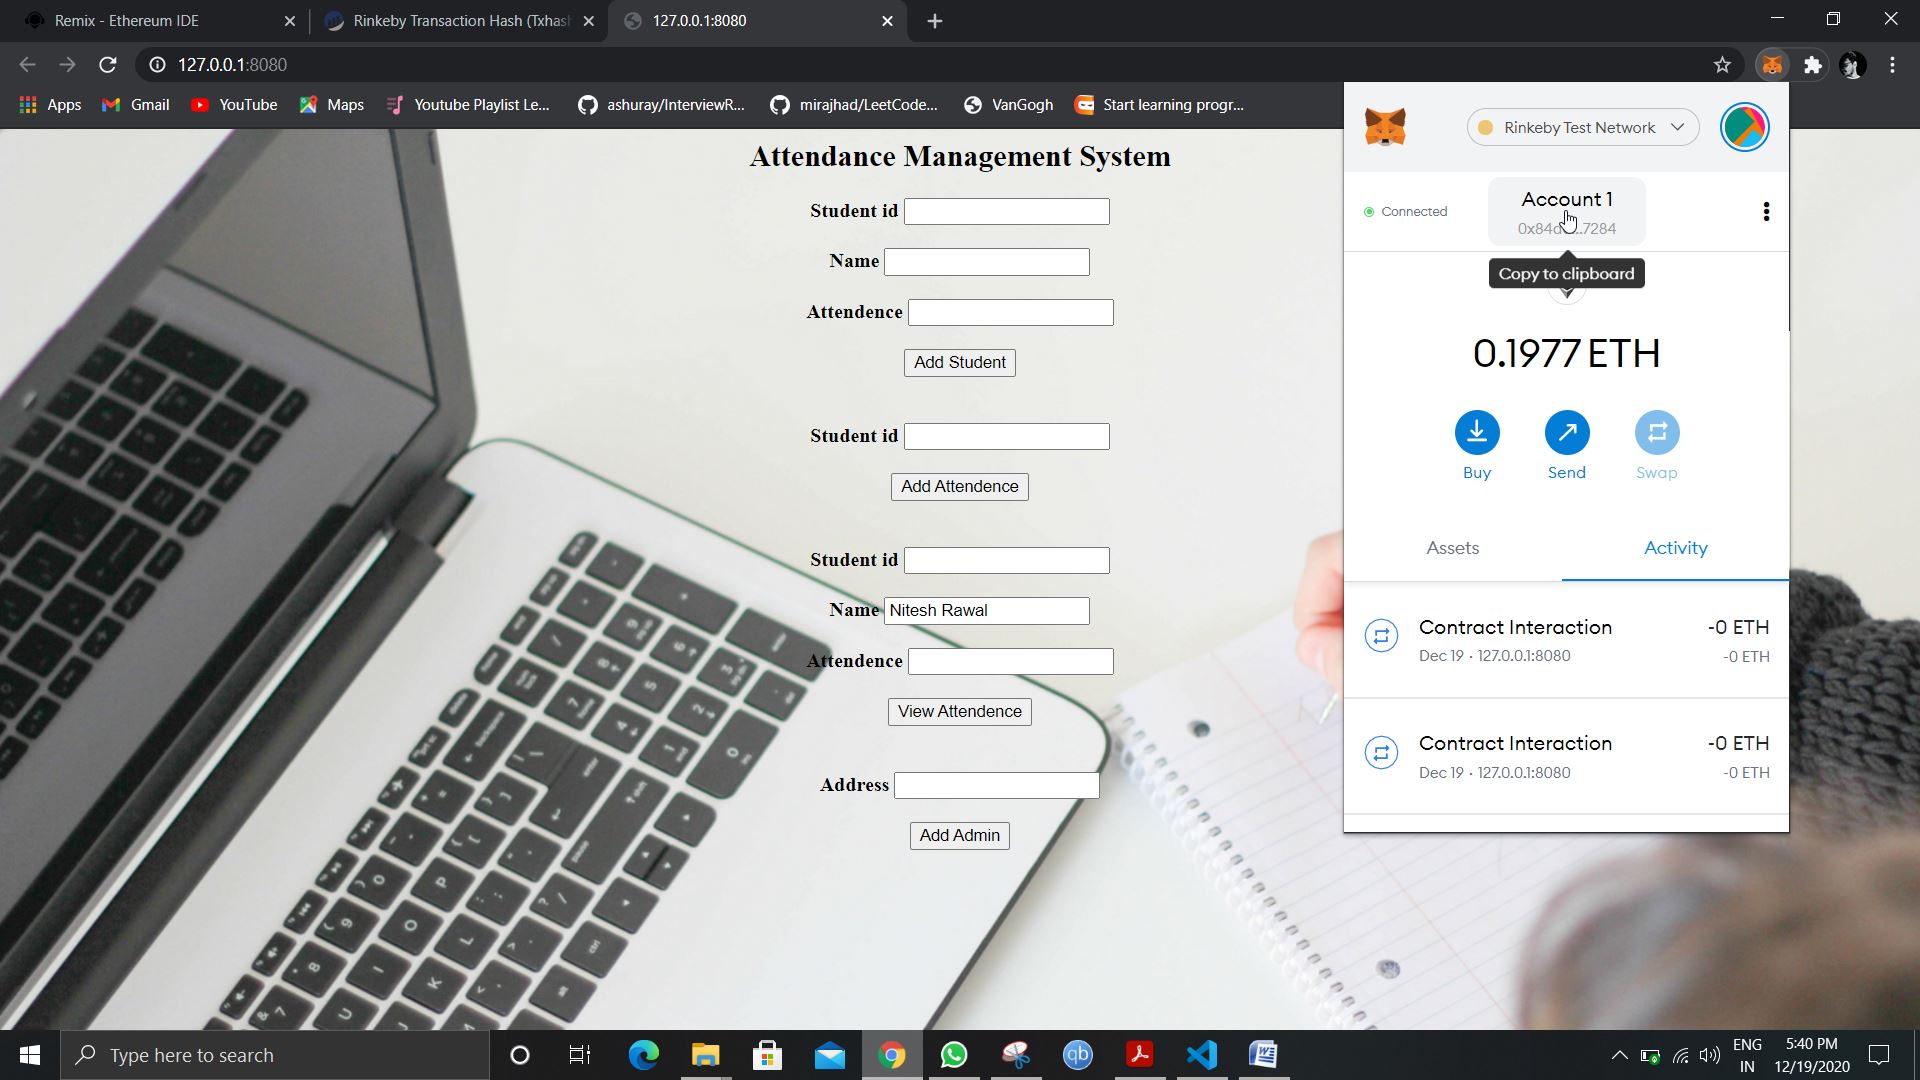 Remix - Ethereum IDE
Rinkeby Transaction Hash (Txhas
127.0.0.1:8080
127.0.0.1:8080
Apps
Gmail
YouTube
Maps
Youtube Playlist Le...
ashuray/InterviewR...
mirajhad/LeetCode...
VanGogh
Start learning progr...
Attendance Management System
Student id
Name
Attendence
Add Student
Student id
Add Attendence
Student id
Name Nitesh Rawal
Attendence
View Attendence
Address
Add Admin
Rinkeby Test Network
Connected
Account 1
7284
Copy to clipboard
0.1977 ETH
Buy
Send
Swap
Assets
Activity
Contract Interaction
-0 ETH
Dec 19 · 127.0.0.1:8080
-0 ETH
Contract Interaction
-0 ETH
Dec 19 · 127.0.0.1:8080
-0 ETH
Type here to search
ENG
IN
5:40 PM
12/19/2020